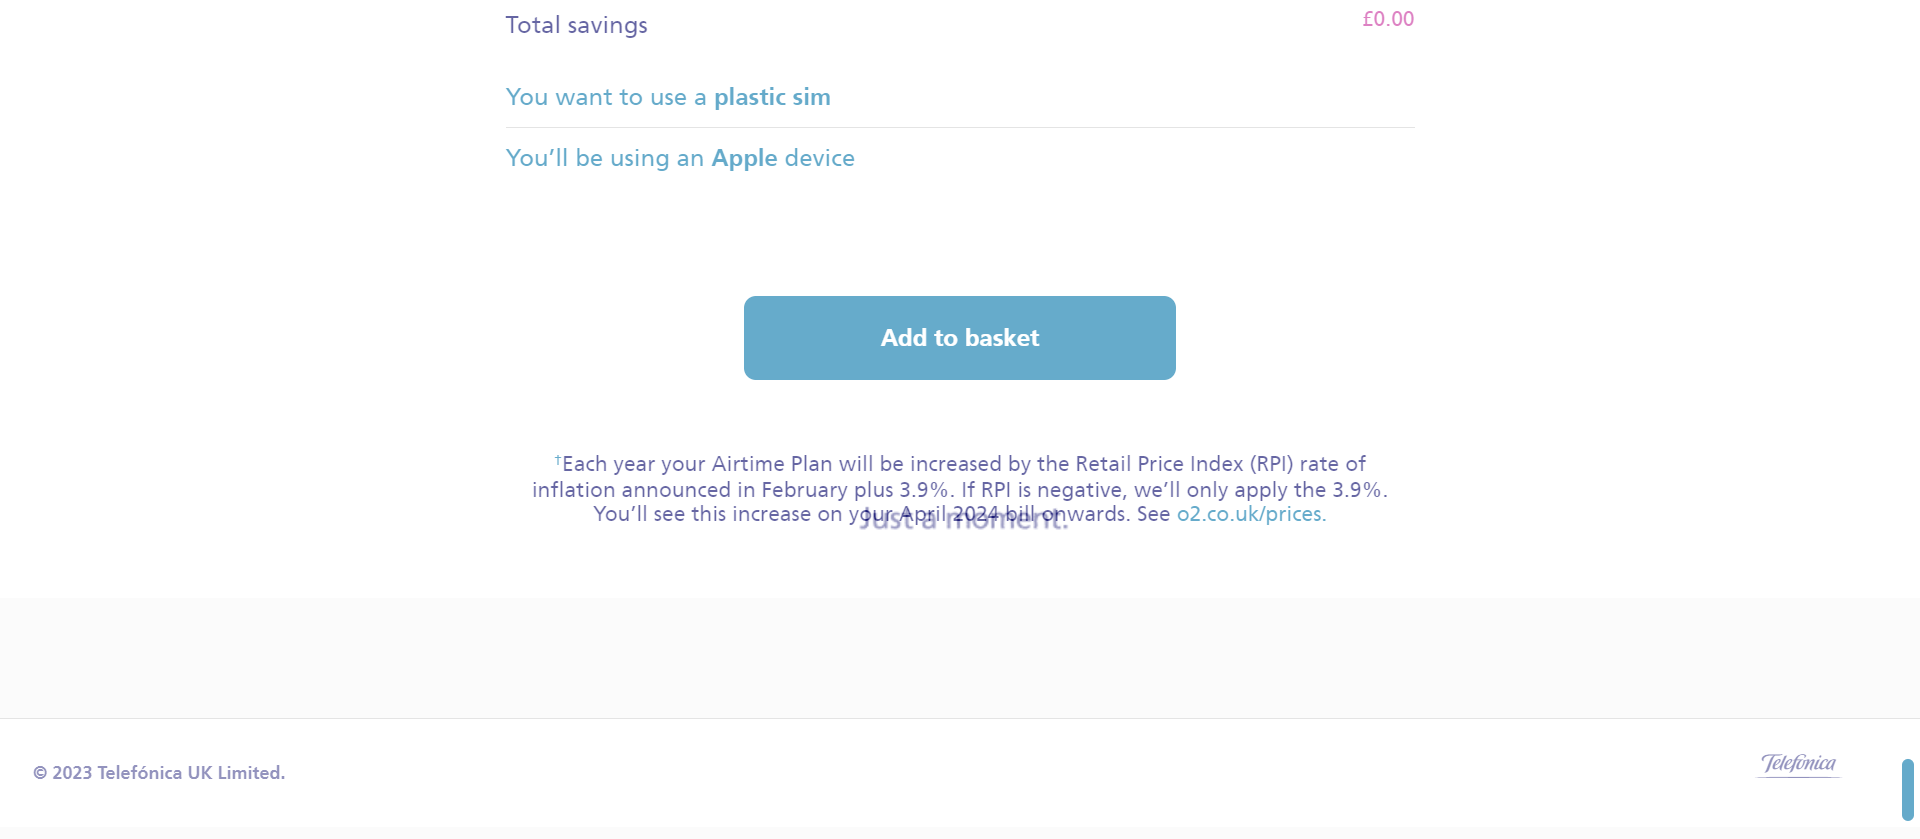 Total savings £0.00
You want to use a plastic sim
You’ll be using an Apple device
Add to basket
†Each year your Airtime Plan will be increased by the Retail Price Index (RPI) rate of
inflation announced in February plus 3.9%. If RPI is negative, we’ll only apply the 3.9%.
You’ll see this increase on your April 2024 bill onwards. See o2.co.uk/prices.
Just a moment.
© 2023 Telefónica UK Limited.
Telefónica